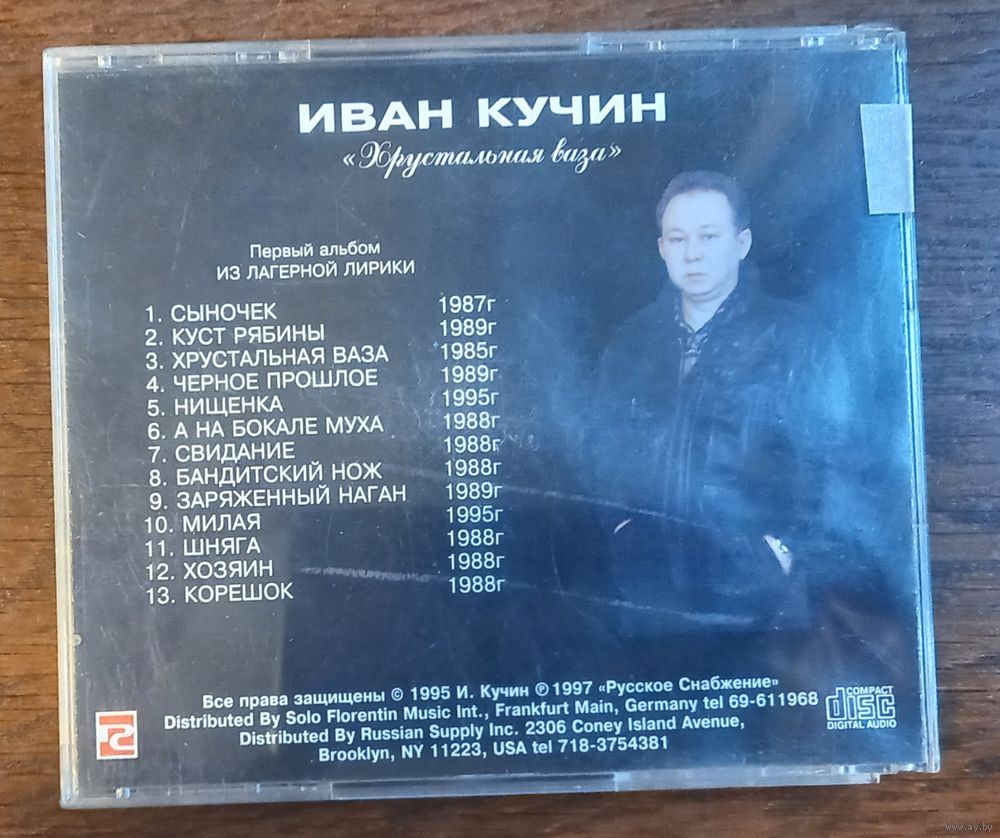 ИВАН КУЧИН
«Хрустальная ваза»
Первый альбом
ИЗ ЛАГЕРНОЙ ЛИРИКИ
1. СЫНОЧЕК 1987г
2. КУСТ РЯБИНЫ 1989г
3. ХРУСТАЛЬНАЯ ВАЗА 1985г
4. ЧЕРНОЕ ПРОШЛОЕ 1989г
5. НИЩЕНКА 1995г
6. А НА БОКАЛЕ МУХА 1988г
7. СВИДАНИЕ 1988г
8. БАНДИТСКИЙ НОЖ 1988г
9. ЗАРЯЖЕННЫЙ НАГАН 1989г
10. МИЛАЯ 1995г
11. ШНЯГА 1988г
12. ХОЗЯИН 1988г
13. КОРЕШОК 1988г
Все права защищены © 1995 И. Кучин ℗ 1997 «Русское Снабжение»
Distributed By Solo Florentin Music Int., Frankfurt Main, Germany tel 69-611968
Distributed By Russian Supply Inc. 2306 Coney Island Avenue,
Brooklyn, NY 11223, USA tel 718-3754381
COMPACT
disc
DIGITAL AUDIO
www.ay.by